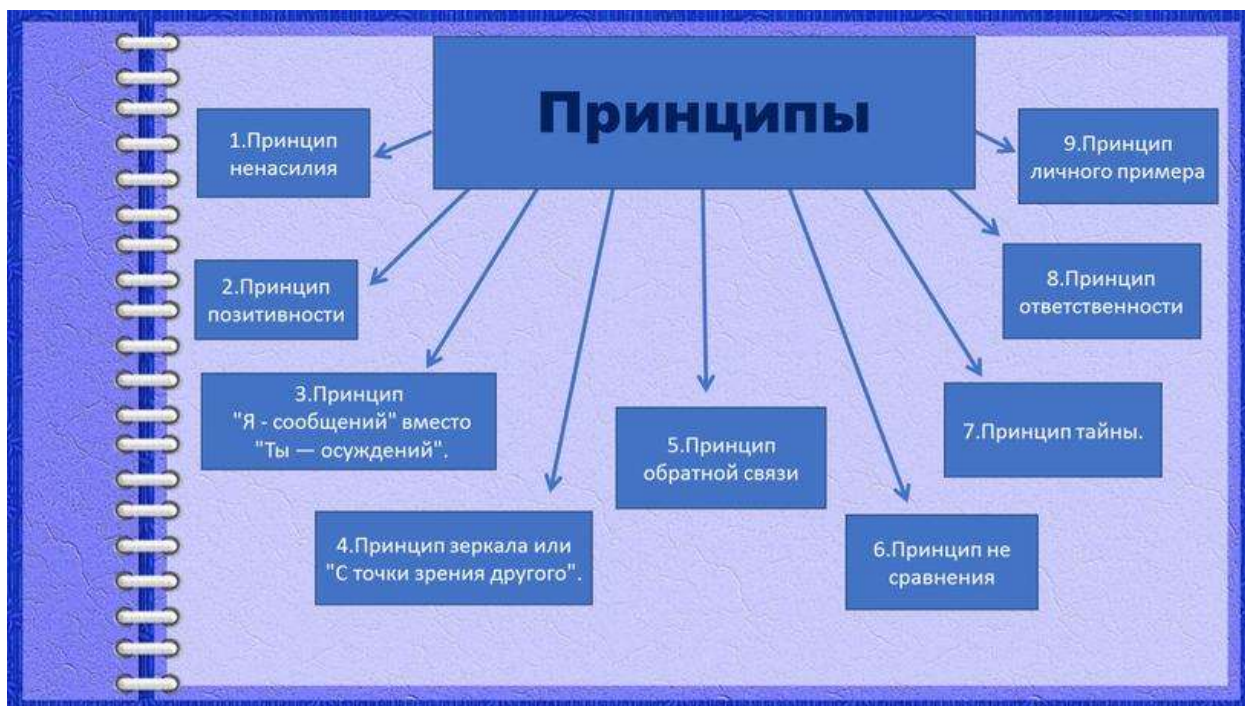 Принципы
1.Принцип
ненасилия
2.Принцип
позитивности
3.Принцип
"Я - сообщений" вместо
"Ты — осуждений".
4.Принцип зеркала или
"С точки зрения другого".
5.Принцип
обратной связи
6.Принцип не
сравнения
7.Принцип тайны.
8.Принцип
ответственности
9.Принцип
личного примера